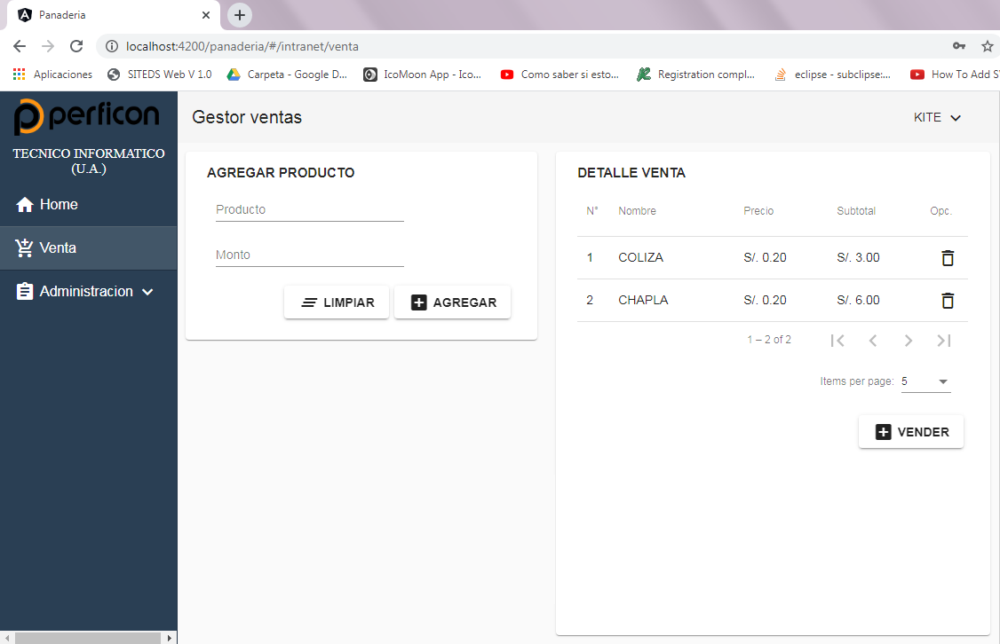 Panaderia
localhost:4200/panaderia/#/intranet/venta
Aplicaciones SITEDS Web V 1.0 Carpeta - Google D... IcoMoon App - Ico... Como saber si esto... Registration compl... eclipse - subclipse:... How To Add S
perficon
TECNICO INFORMATICO
(U.A.)
Home
Venta
Administracion
Gestor ventas
KITE
AGREGAR PRODUCTO
Producto
Monto
LIMPIAR AGREGAR
DETALLE VENTA
N° Nombre Precio Subtotal Opc.
1 COLIZA S/. 0.20 S/. 3.00
2 CHAPLA S/. 0.20 S/. 6.00
1 – 2 of 2
Items per page: 5
VENDER